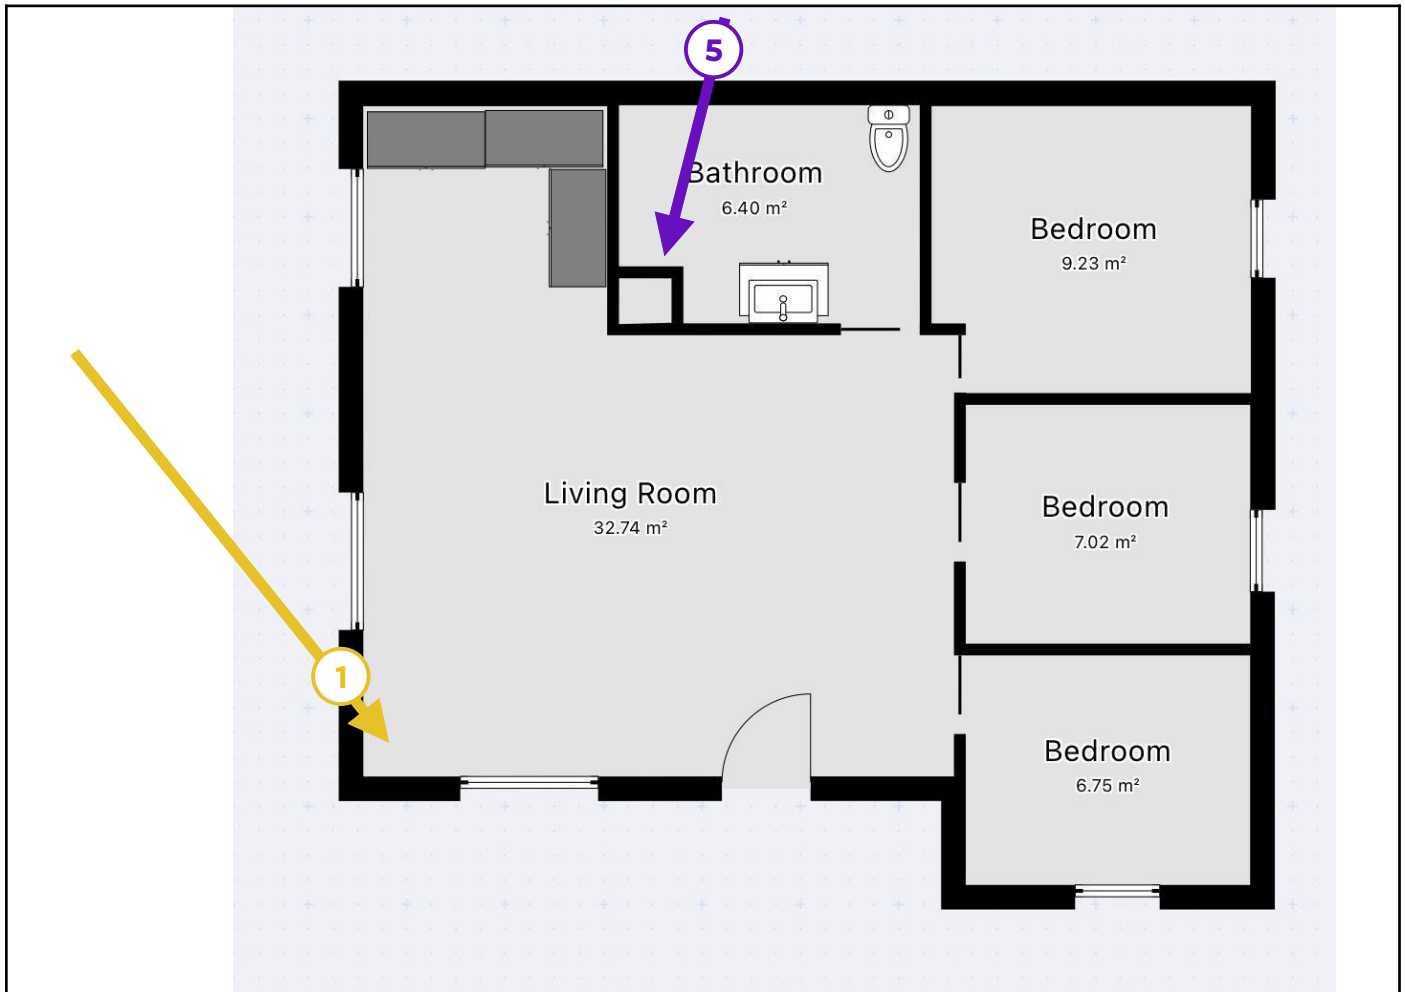 5
Bathroom
6.40 m²
Bedroom
9.23 m²
Living Room
32.74 m²
Bedroom
7.02 m²
1
Bedroom
6.75 m²